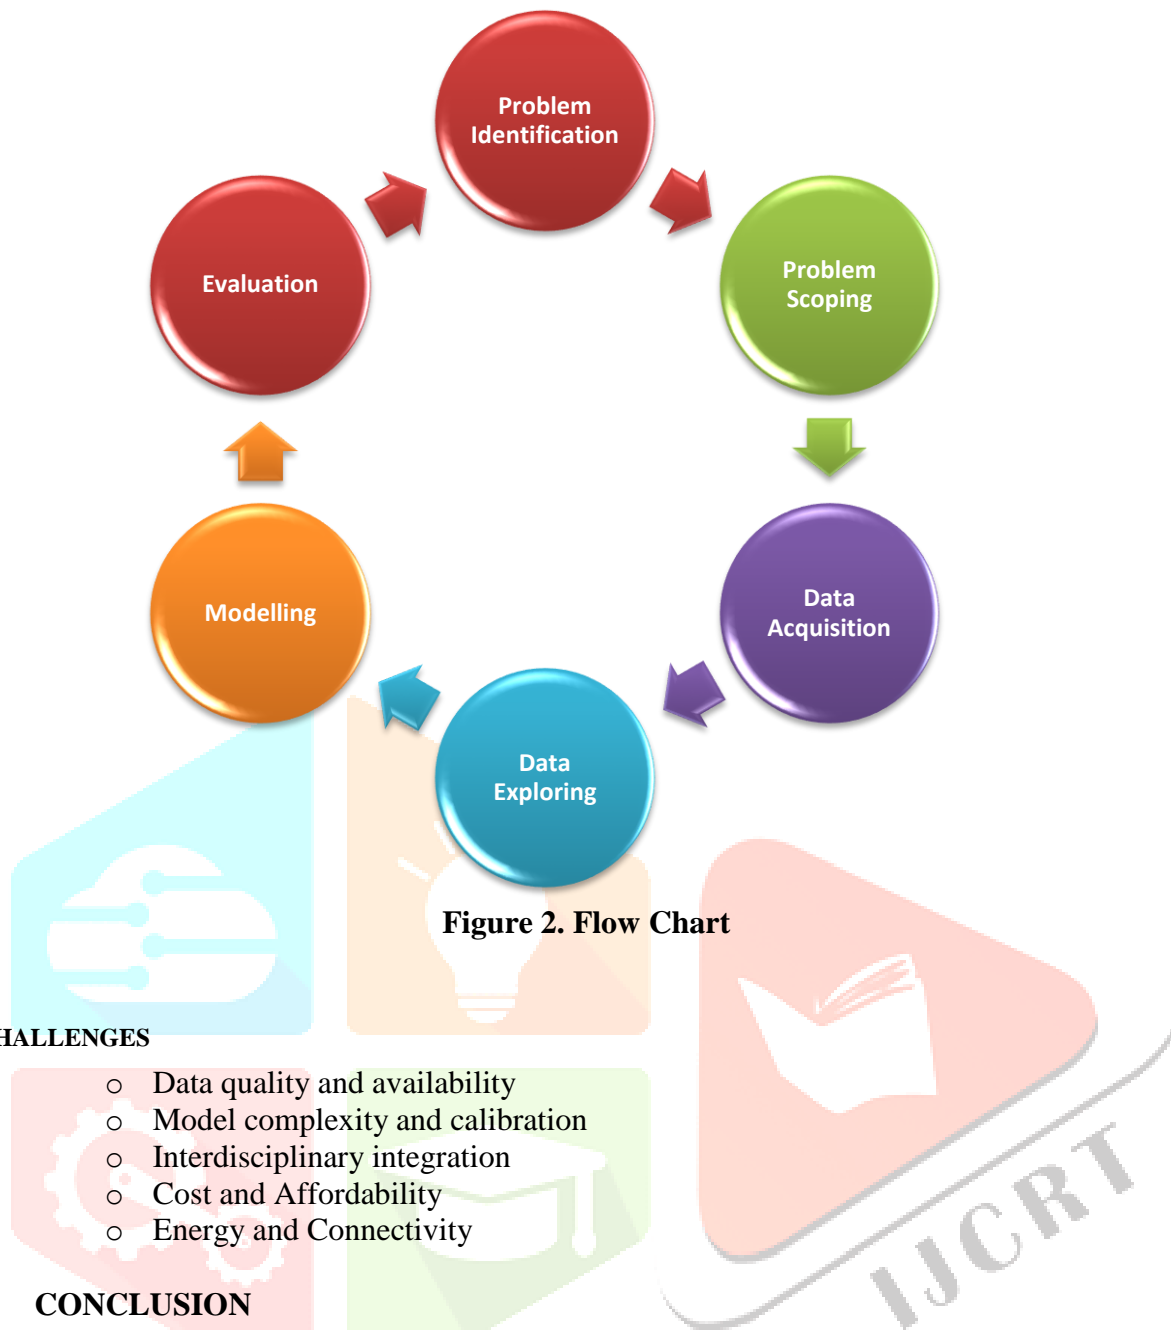 Problem
Identification
Problem
Scoping
Data
Acquisition
Data
Exploring
Modelling
Evaluation
Figure 2. Flow Chart
HALLENGES
o Data quality and availability
o Model complexity and calibration
o Interdisciplinary integration
o Cost and Affordability
o Energy and Connectivity
IJCRT
CONCLUSION